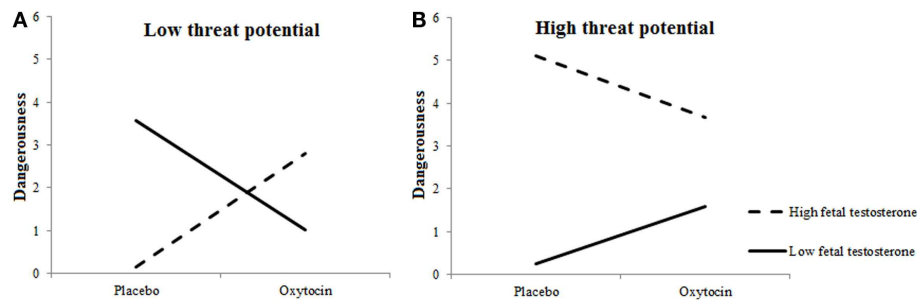 A
Low threat potential
6
5
4
3
2
1
0
Dangerousness
Placebo
Oxytocin
B
High threat potential
6
5
4
3
2
1
0
Dangerousness
Placebo
Oxytocin
High fetal testosterone
Low fetal testosterone